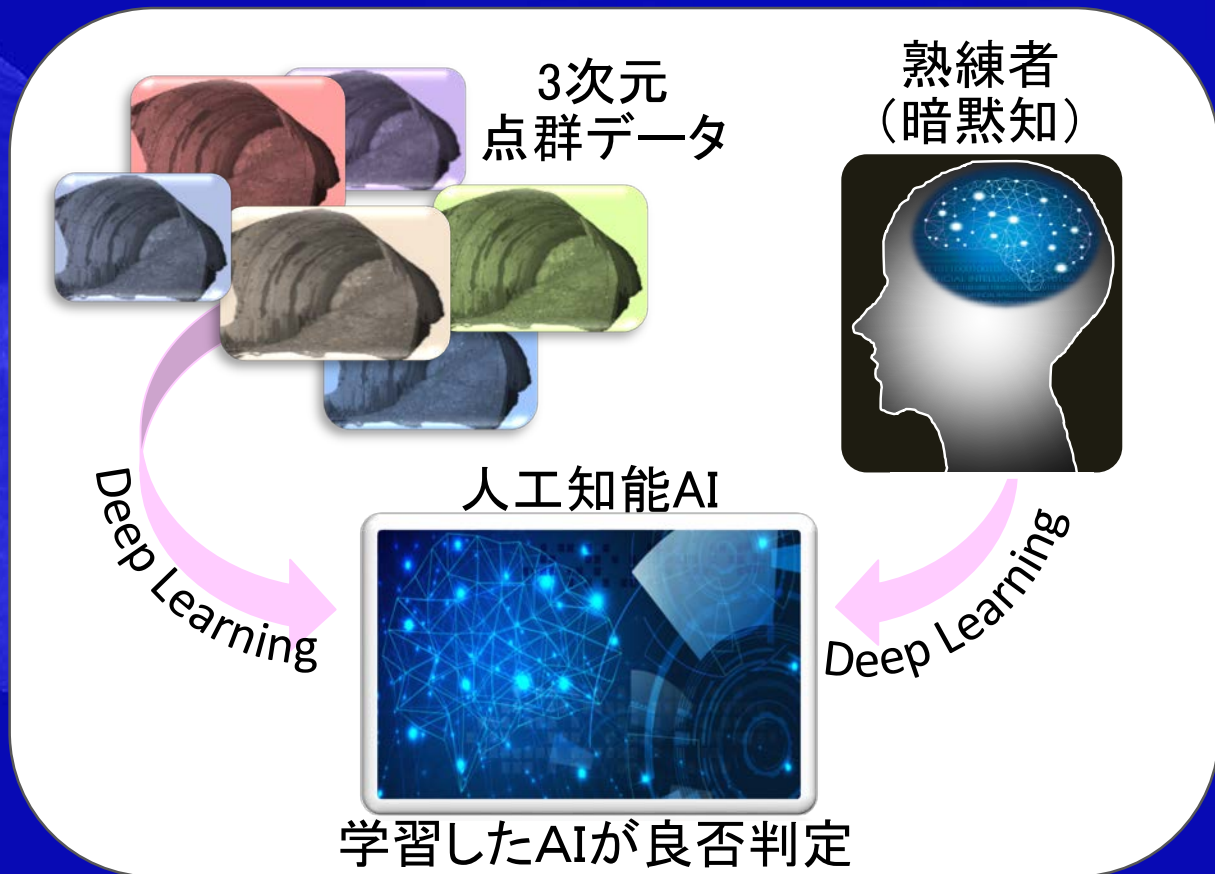 3次元
点群データ
熟練者
（暗黙知）
Deep Learning
人工知能AI
Deep Learning
学習したAIが良否判定